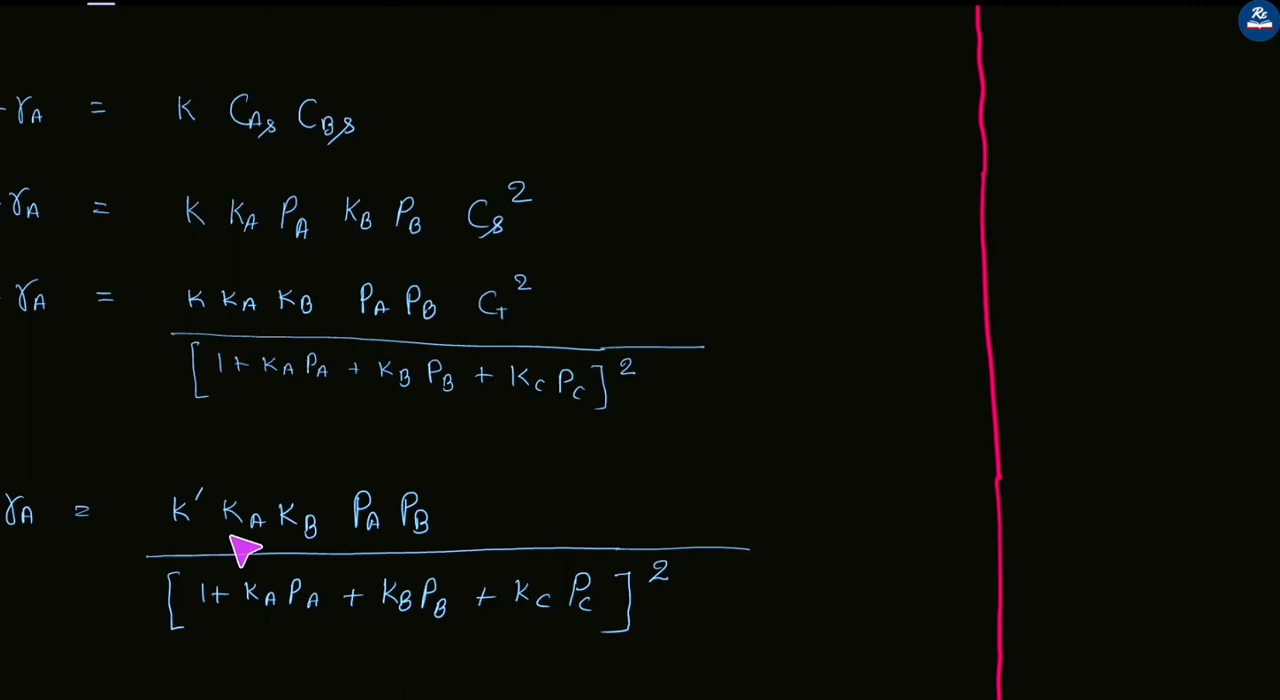 Re
-rA = K CAs CBs
-rA = K KA PA KB PB Cs²
-rA = K KA KB PA PB Ct²
[1 + KA PA + KB PB + KC PC]²
rA = K' KA KB PA PB
[1 + KA PA + KB PB + KC PC]²